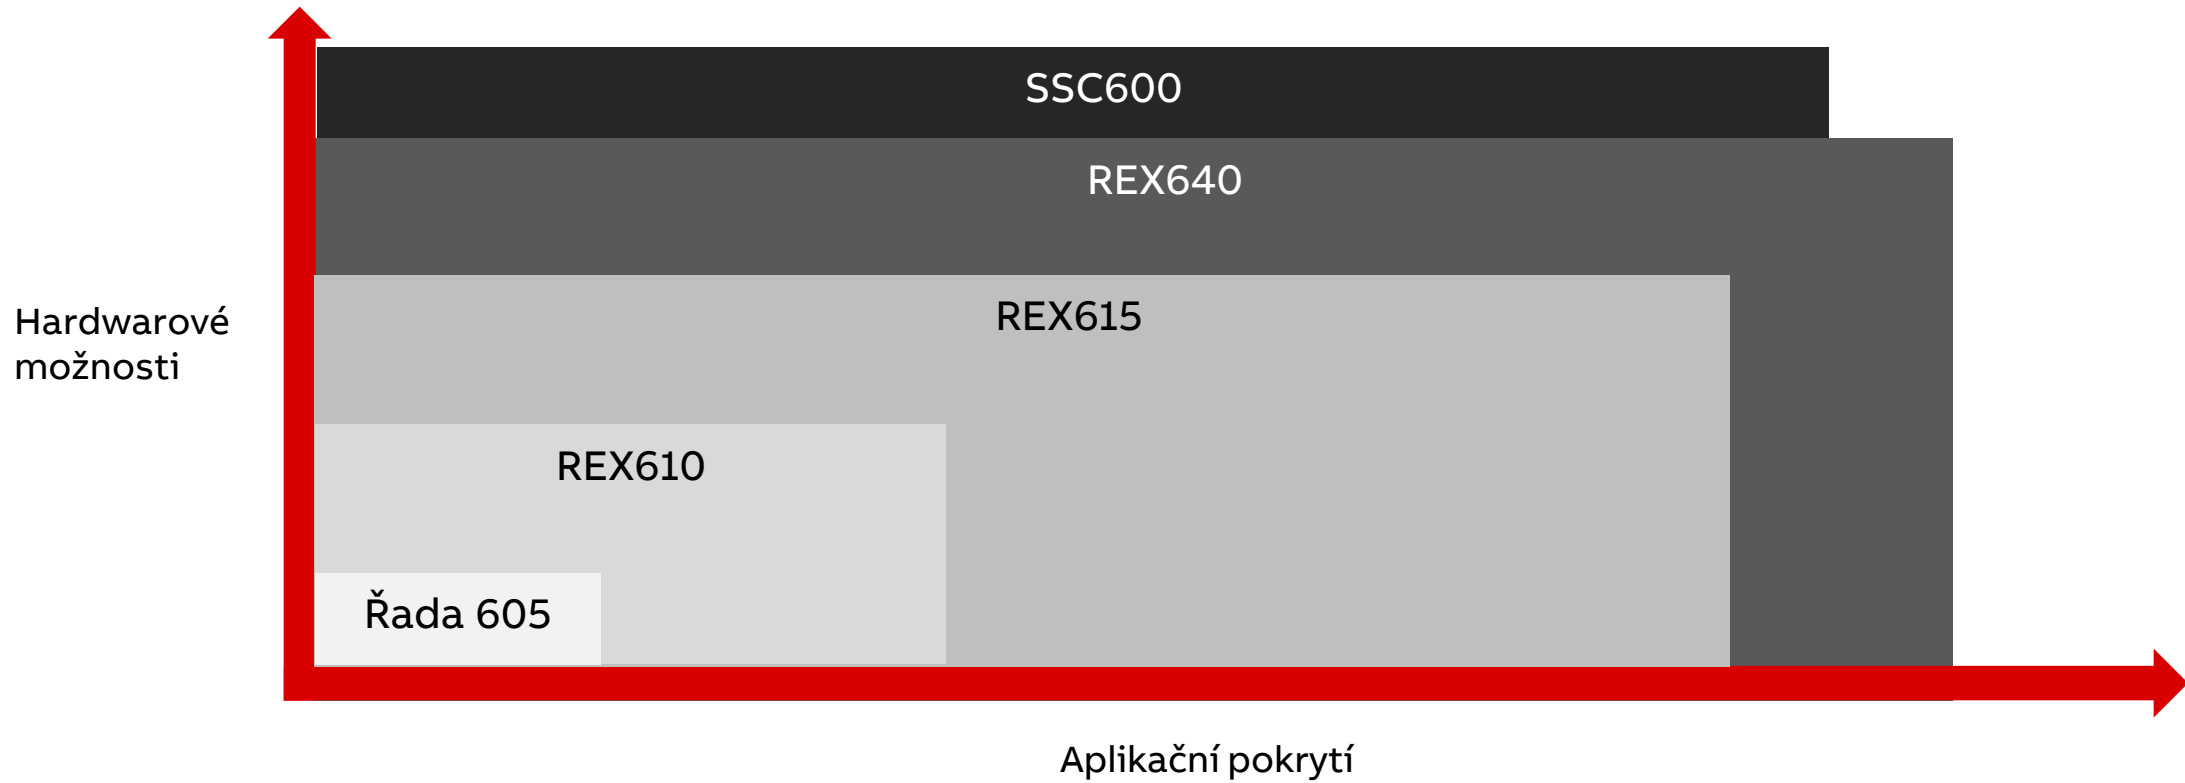 SSC600
REX640
REX615
Hardwarové
možnosti
REX610
Řada 605
Aplikační pokrytí